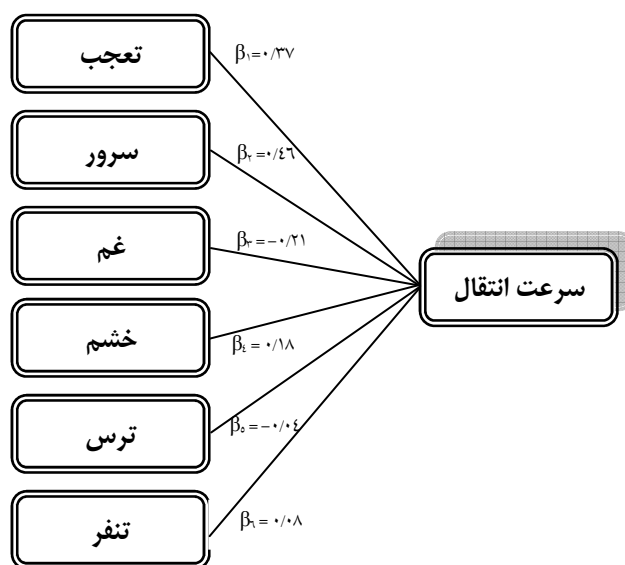 تعجب
β₁=۰/۳۷
سرور
β₂ =۰/٤٦
غم
β₃ = -۰/۲۱
سرعت انتقال
خشم
β₄ = ۰/۱۸
ترس
β₅ = -۰/۰٤
تنفر
β₆ = ۰/۰۸